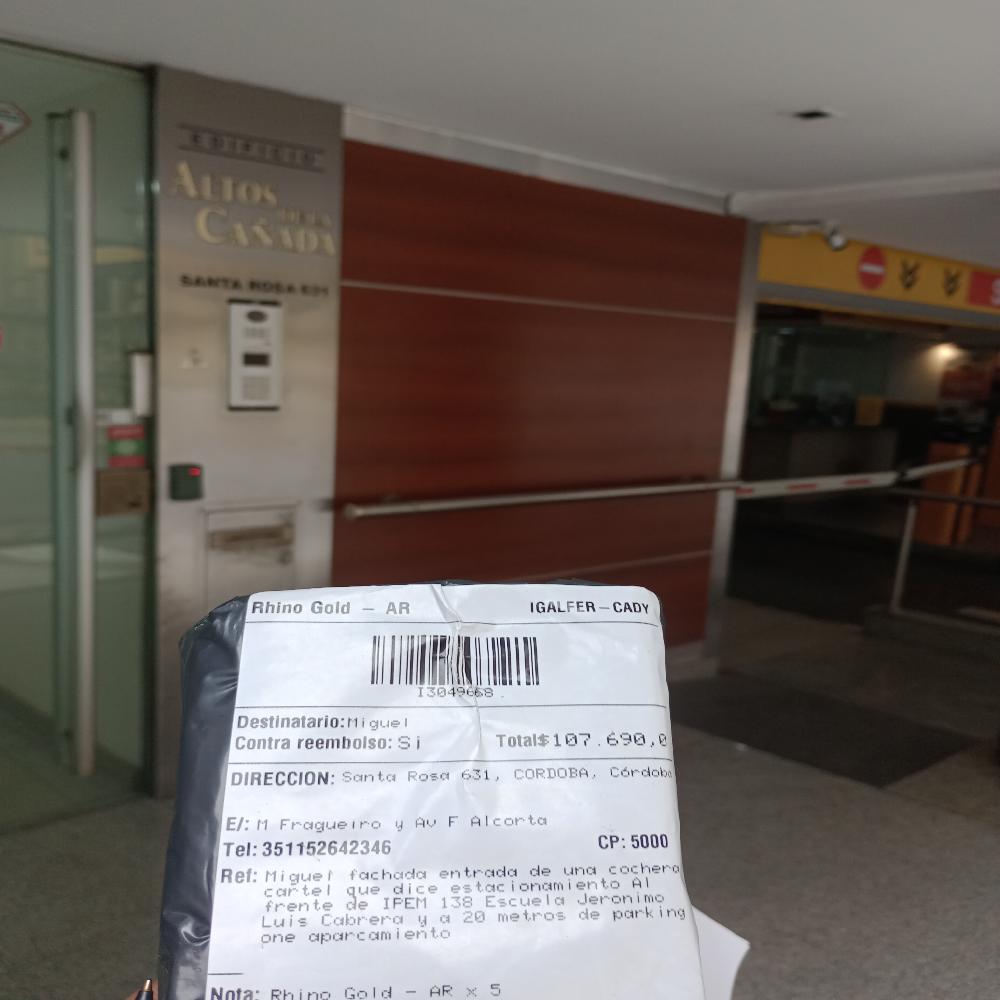 EDIFICIO
ALTOS
DE LA
CAÑADA
SANTA ROSA 631
Rhino Gold - AR IGALFER-CADY
I3049668
Destinatario: Miguel
Contra reembolso: Si Total$107.690,0
DIRECCION: Santa Rosa 631, CORDOBA, Córdoba
E/: M Fragueiro y Av F Alcorta
Tel: 351152642346 CP: 5000
Ref: Miguel fachada entrada de una cochera
cartel que dice estacionamiento Al
frente de IPEM 138 Escuela Jeronimo
Luis Cabrera y a 20 metros de parking
one aparcamiento
Nota: Rhino Gold - AR x 5